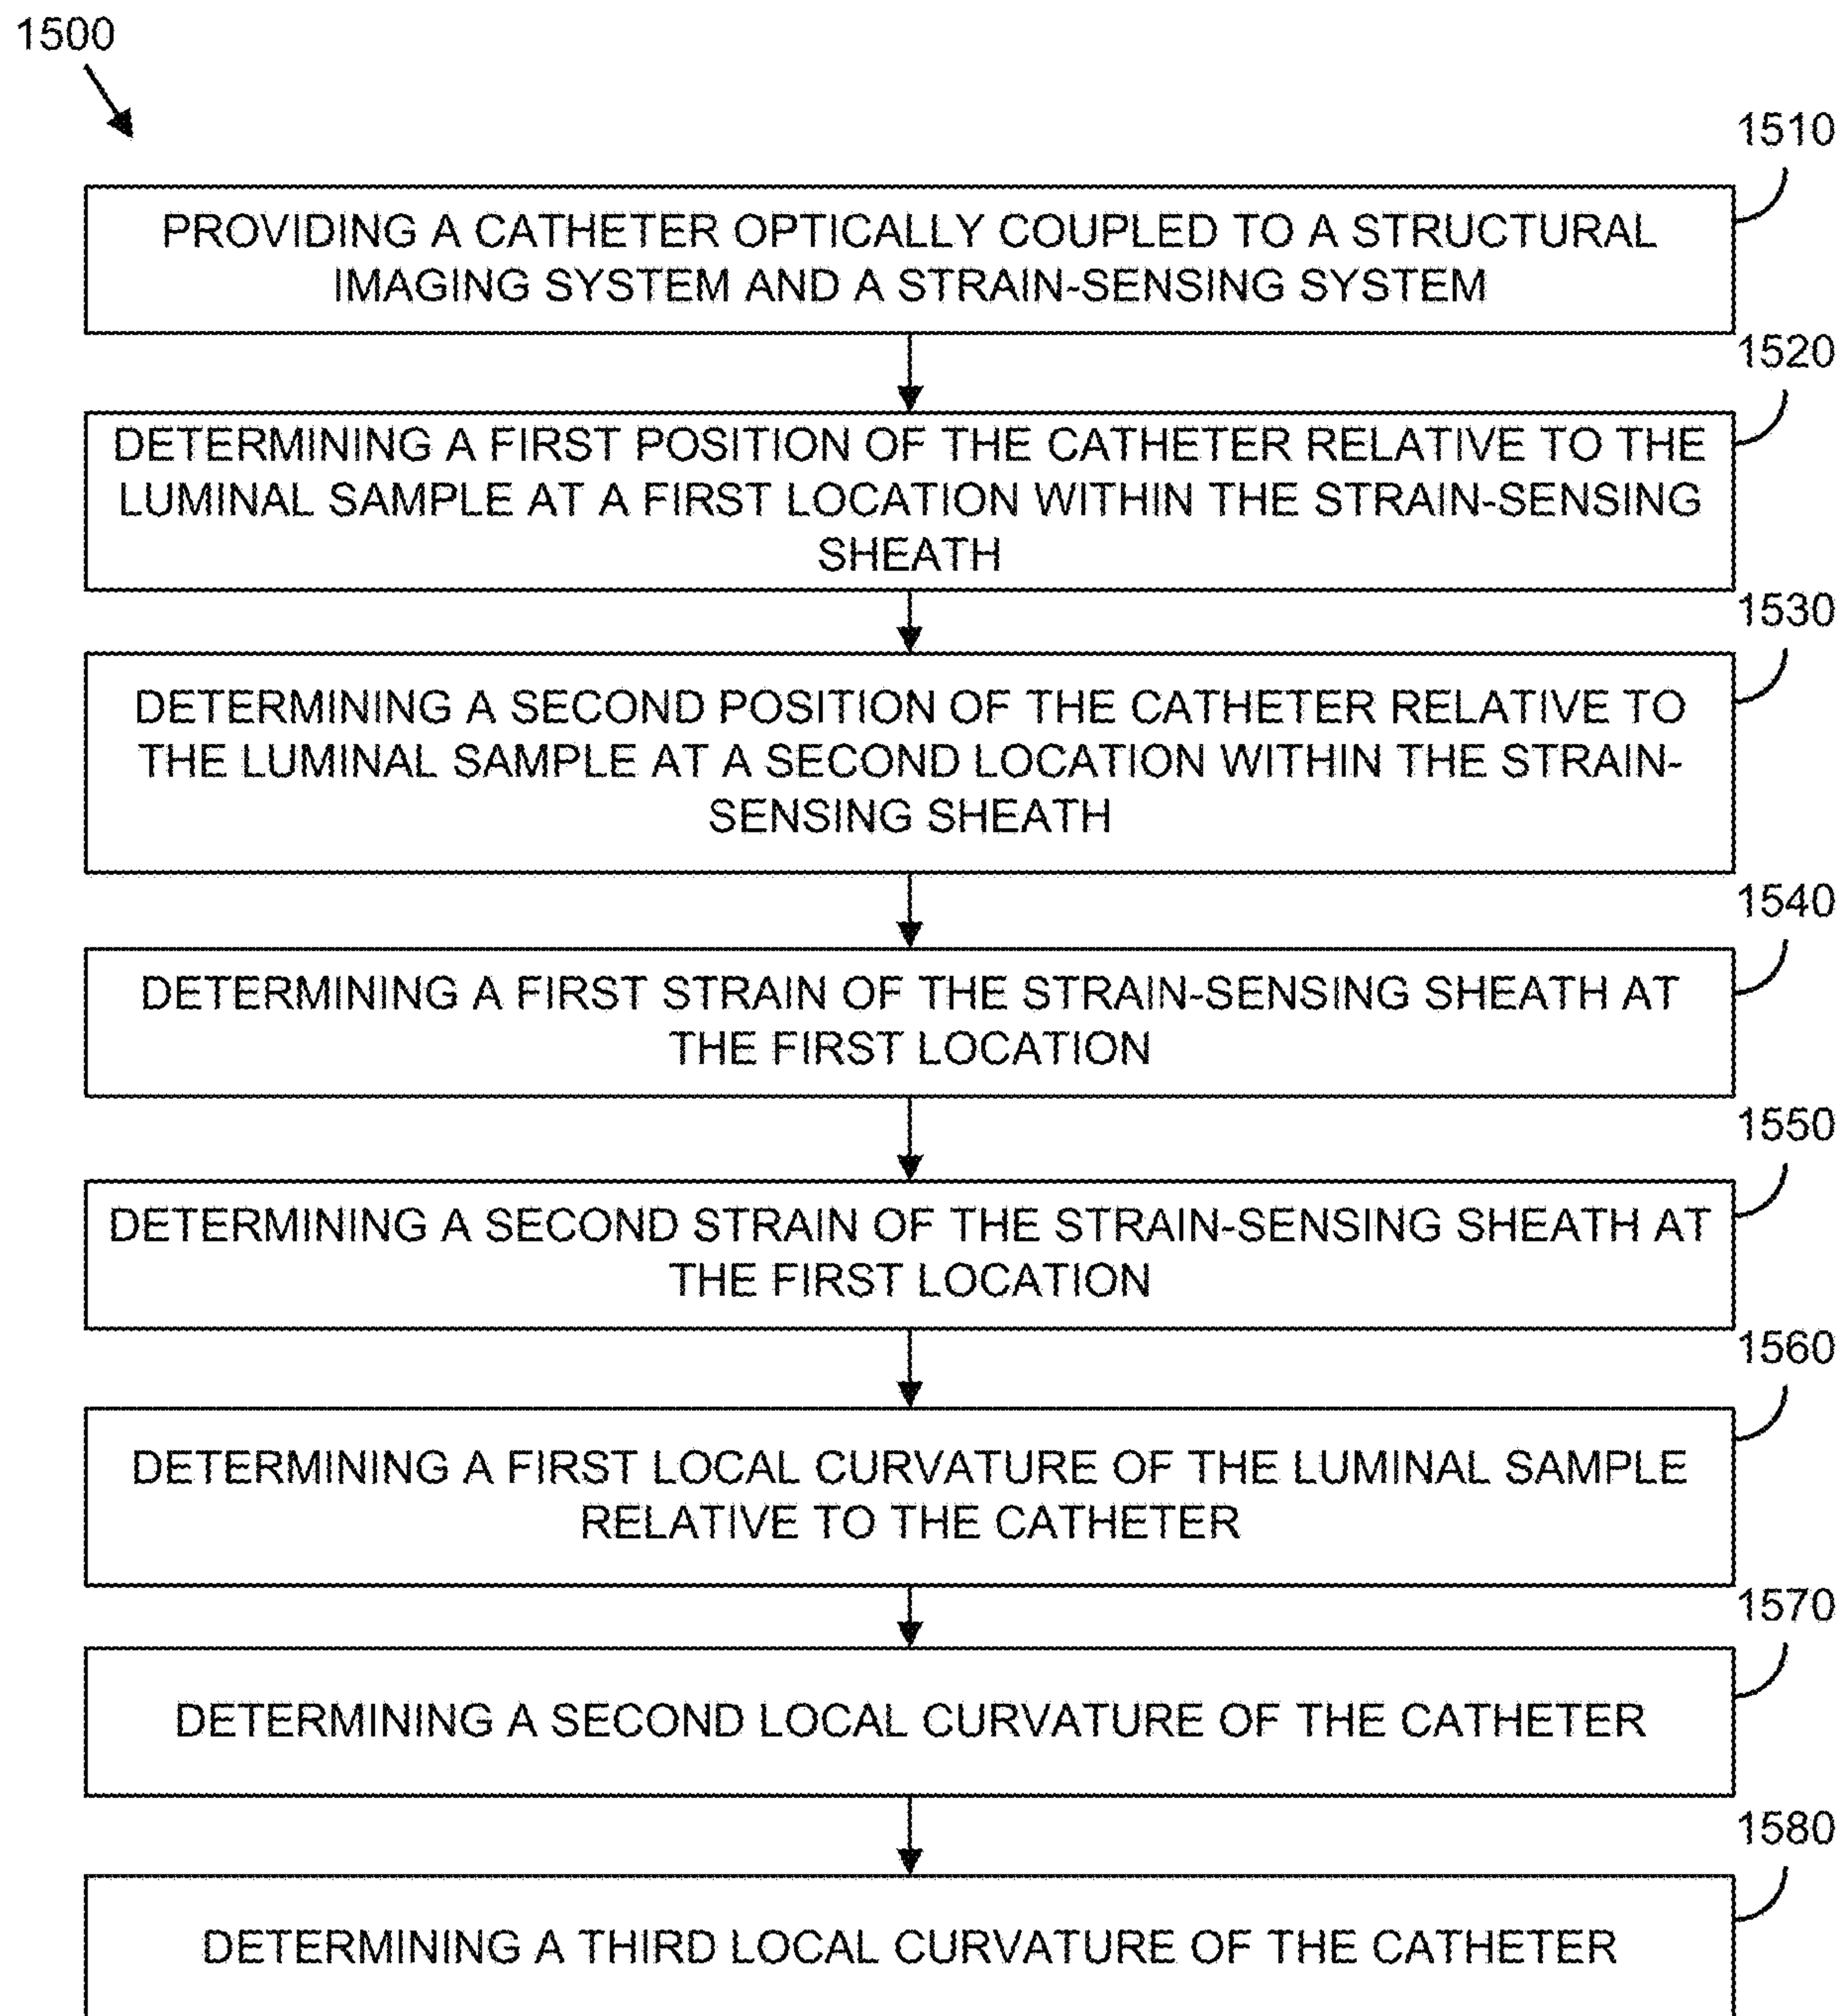 1500
1510
PROVIDING A CATHETER OPTICALLY COUPLED TO A STRUCTURAL
IMAGING SYSTEM AND A STRAIN-SENSING SYSTEM
1520
DETERMINING A FIRST POSITION OF THE CATHETER RELATIVE TO THE
LUMINAL SAMPLE AT A FIRST LOCATION WITHIN THE STRAIN-SENSING
SHEATH
1530
DETERMINING A SECOND POSITION OF THE CATHETER RELATIVE TO
THE LUMINAL SAMPLE AT A SECOND LOCATION WITHIN THE STRAIN-
SENSING SHEATH
1540
DETERMINING A FIRST STRAIN OF THE STRAIN-SENSING SHEATH AT
THE FIRST LOCATION
1550
DETERMINING A SECOND STRAIN OF THE STRAIN-SENSING SHEATH AT
THE FIRST LOCATION
1560
DETERMINING A FIRST LOCAL CURVATURE OF THE LUMINAL SAMPLE
RELATIVE TO THE CATHETER
1570
DETERMINING A SECOND LOCAL CURVATURE OF THE CATHETER
1580
DETERMINING A THIRD LOCAL CURVATURE OF THE CATHETER